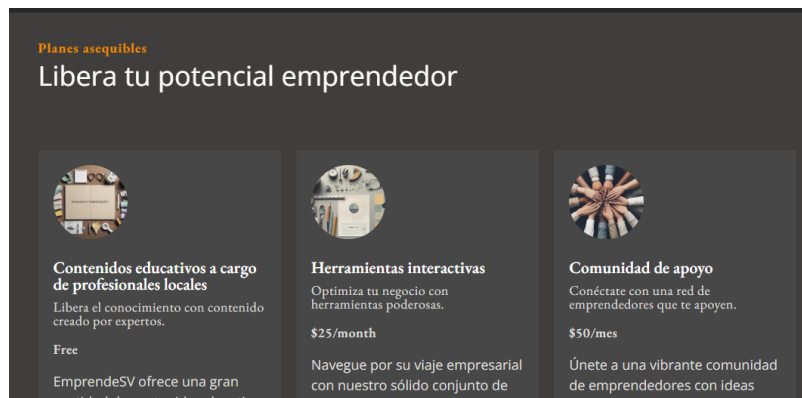 Planes asequibles
Libera tu potencial emprendedor
Contenidos educativos a cargo
de profesionales locales
Libera el conocimiento con contenido
creado por expertos.
Free
EmprendeSV ofrece una gran
Herramientas interactivas
Optimiza tu negocio con
herramientas poderosas.
$25/month
Navegue por su viaje empresarial
con nuestro sólido conjunto de
Comunidad de apoyo
Conéctate con una red de
emprendedores que te apoyen.
$50/mes
Únete a una vibrante comunidad
de emprendedores con ideas